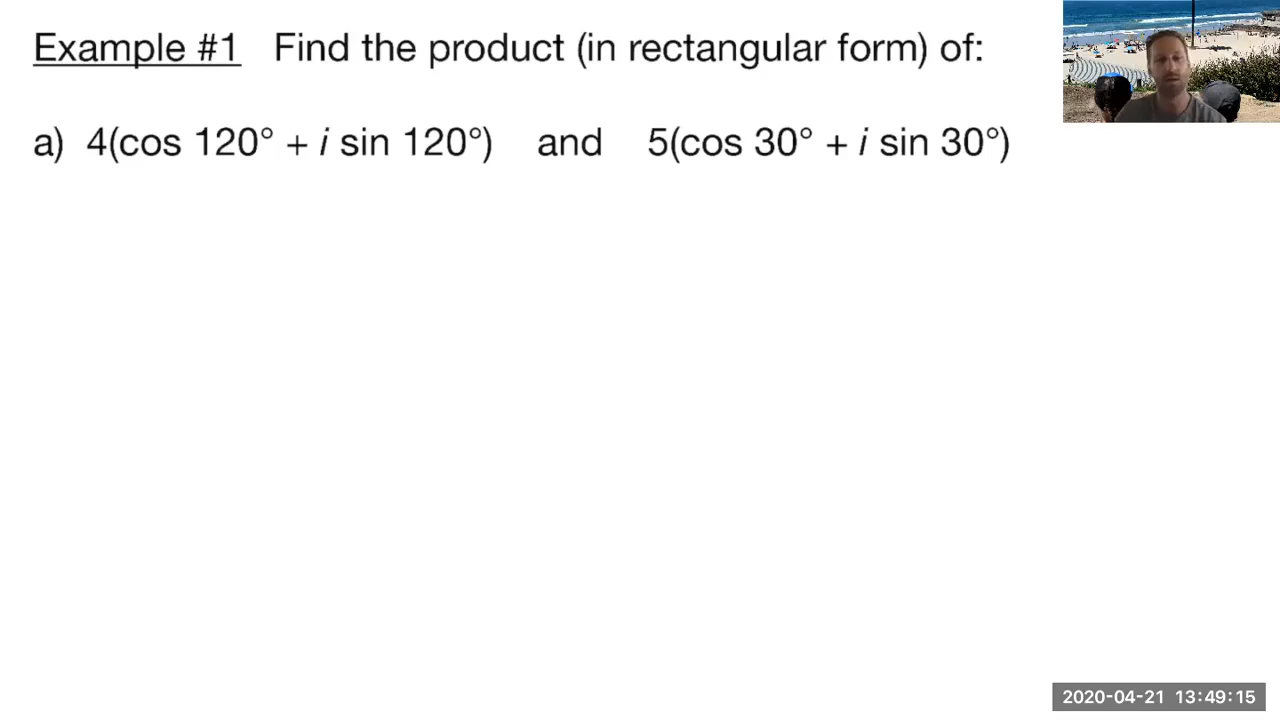 Example #1 Find the product (in rectangular form) of:
a) 4(cos 120° + i sin 120°) and 5(cos 30° + i sin 30°)
2020-04-21 13:49:15